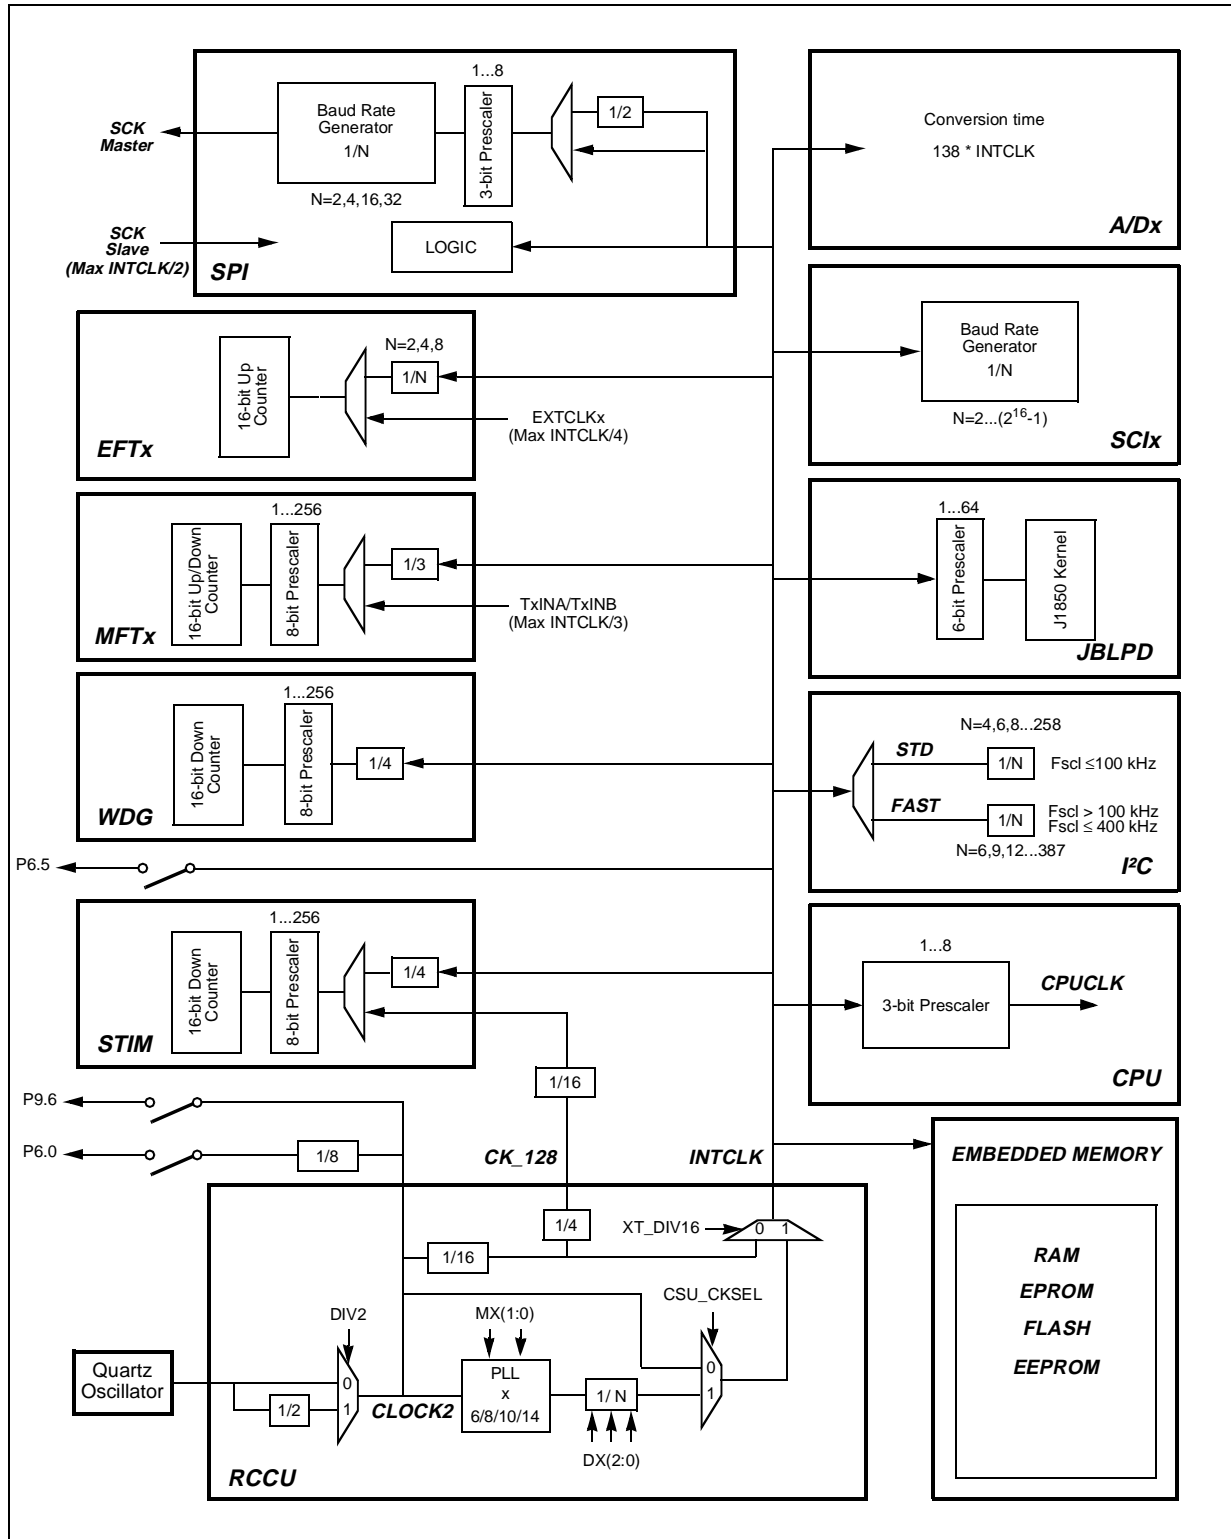 1...8
Baud Rate
Generator
1/N
3-bit Prescaler
1/2
SCK
Master
N=2,4,16,32
SCK
Slave
(Max INTCLK/2)
LOGIC
SPI
Conversion time
138 * INTCLK
A/Dx
N=2,4,8
16-bit Up
Counter
1/N
EXTCLKx
(Max INTCLK/4)
EFTx
Baud Rate
Generator
1/N
N=2...(2¹⁶-1)
SCIx
1...256
16-bit Up/Down
Counter
8-bit Prescaler
1/3
TxINA/TxINB
(Max INTCLK/3)
MFTx
1...64
6-bit Prescaler
J1850 Kernel
JBLPD
1...256
16-bit Down
Counter
8-bit Prescaler
1/4
WDG
N=4,6,8...258
STD
1/N
Fscl ≤100 kHz
FAST
1/N
Fscl > 100 kHz
Fscl ≤ 400 kHz
N=6,9,12...387
I²C
P6.5
1...256
16-bit Down
Counter
8-bit Prescaler
1/4
STIM
1...8
3-bit Prescaler
CPUCLK
CPU
1/16
P9.6
P6.0
1/8
CK_128
INTCLK
EMBEDDED MEMORY
RAM
EPROM
FLASH
EEPROM
1/4
XT_DIV16
0 1
1/16
CSU_CKSEL
DIV2
MX(1:0)
Quartz
Oscillator
0
1
1/2
CLOCK2
PLL
x
6/8/10/14
1/ N
0
1
DX(2:0)
RCCU